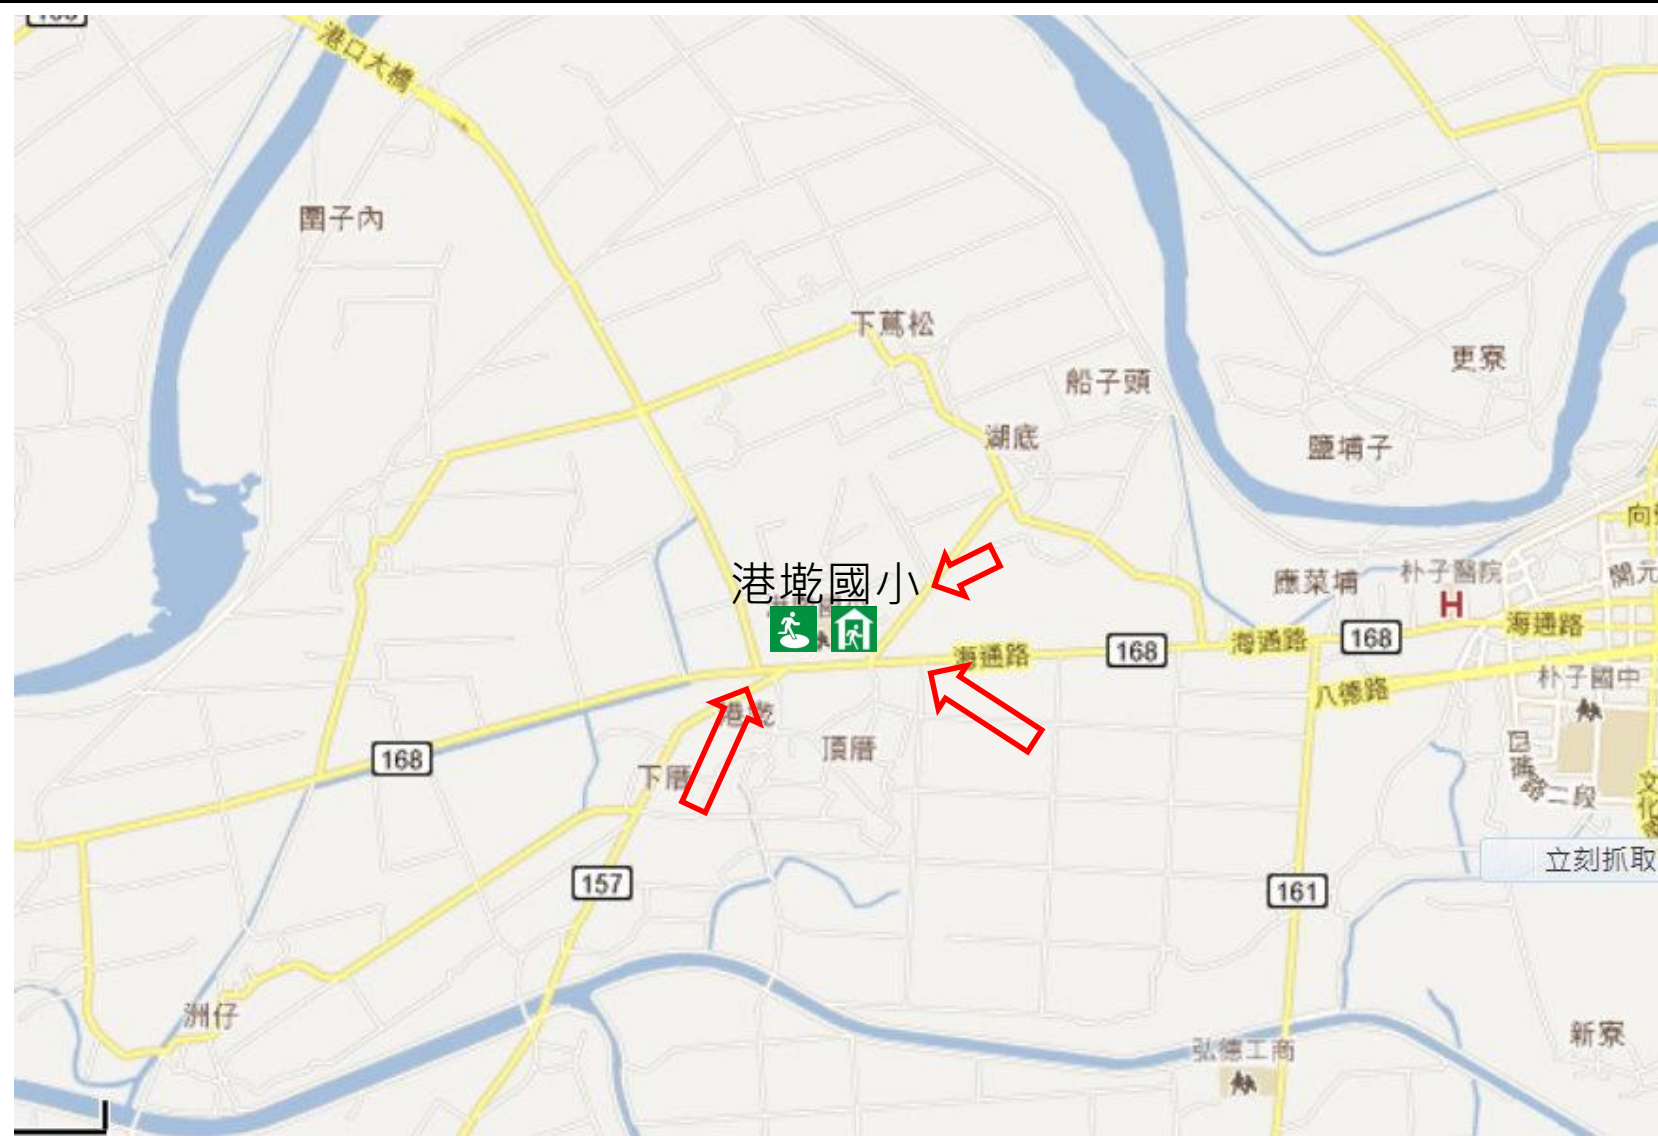 港口大橋
圍子內
下蔦松
更寮
船子頭
湖底
鹽埔子
港墘國小
朴子醫院
應菜埔
H
海通路
海通路
168
海通路
168
八德路
朴子國中
港墘
頂厝
168
下厝
二段
立刻抓取
157
161
洲仔
新寮
弘德工商